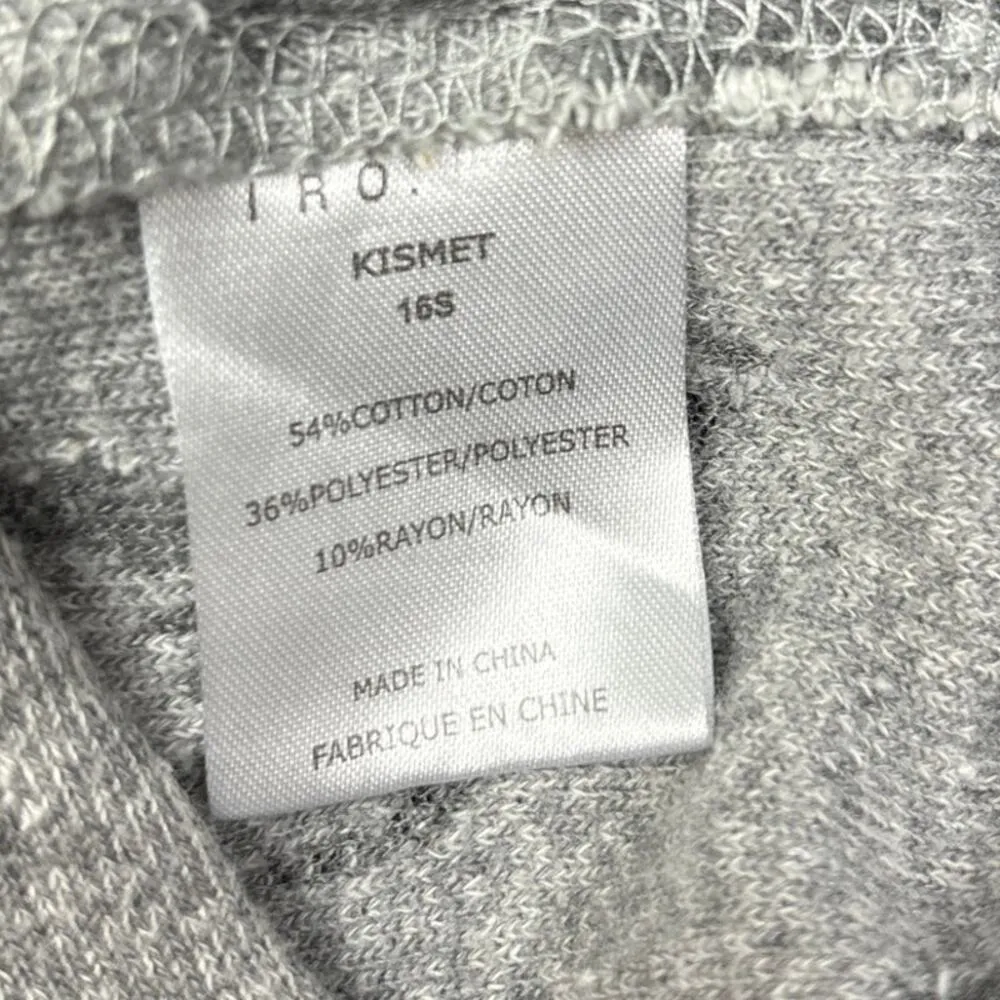 IRO.
KISMET
16S
54%COTTON/COTON
36%POLYESTER/POLYESTER
10%RAYON/RAYON
MADE IN CHINA
FABRIQUE EN CHINE